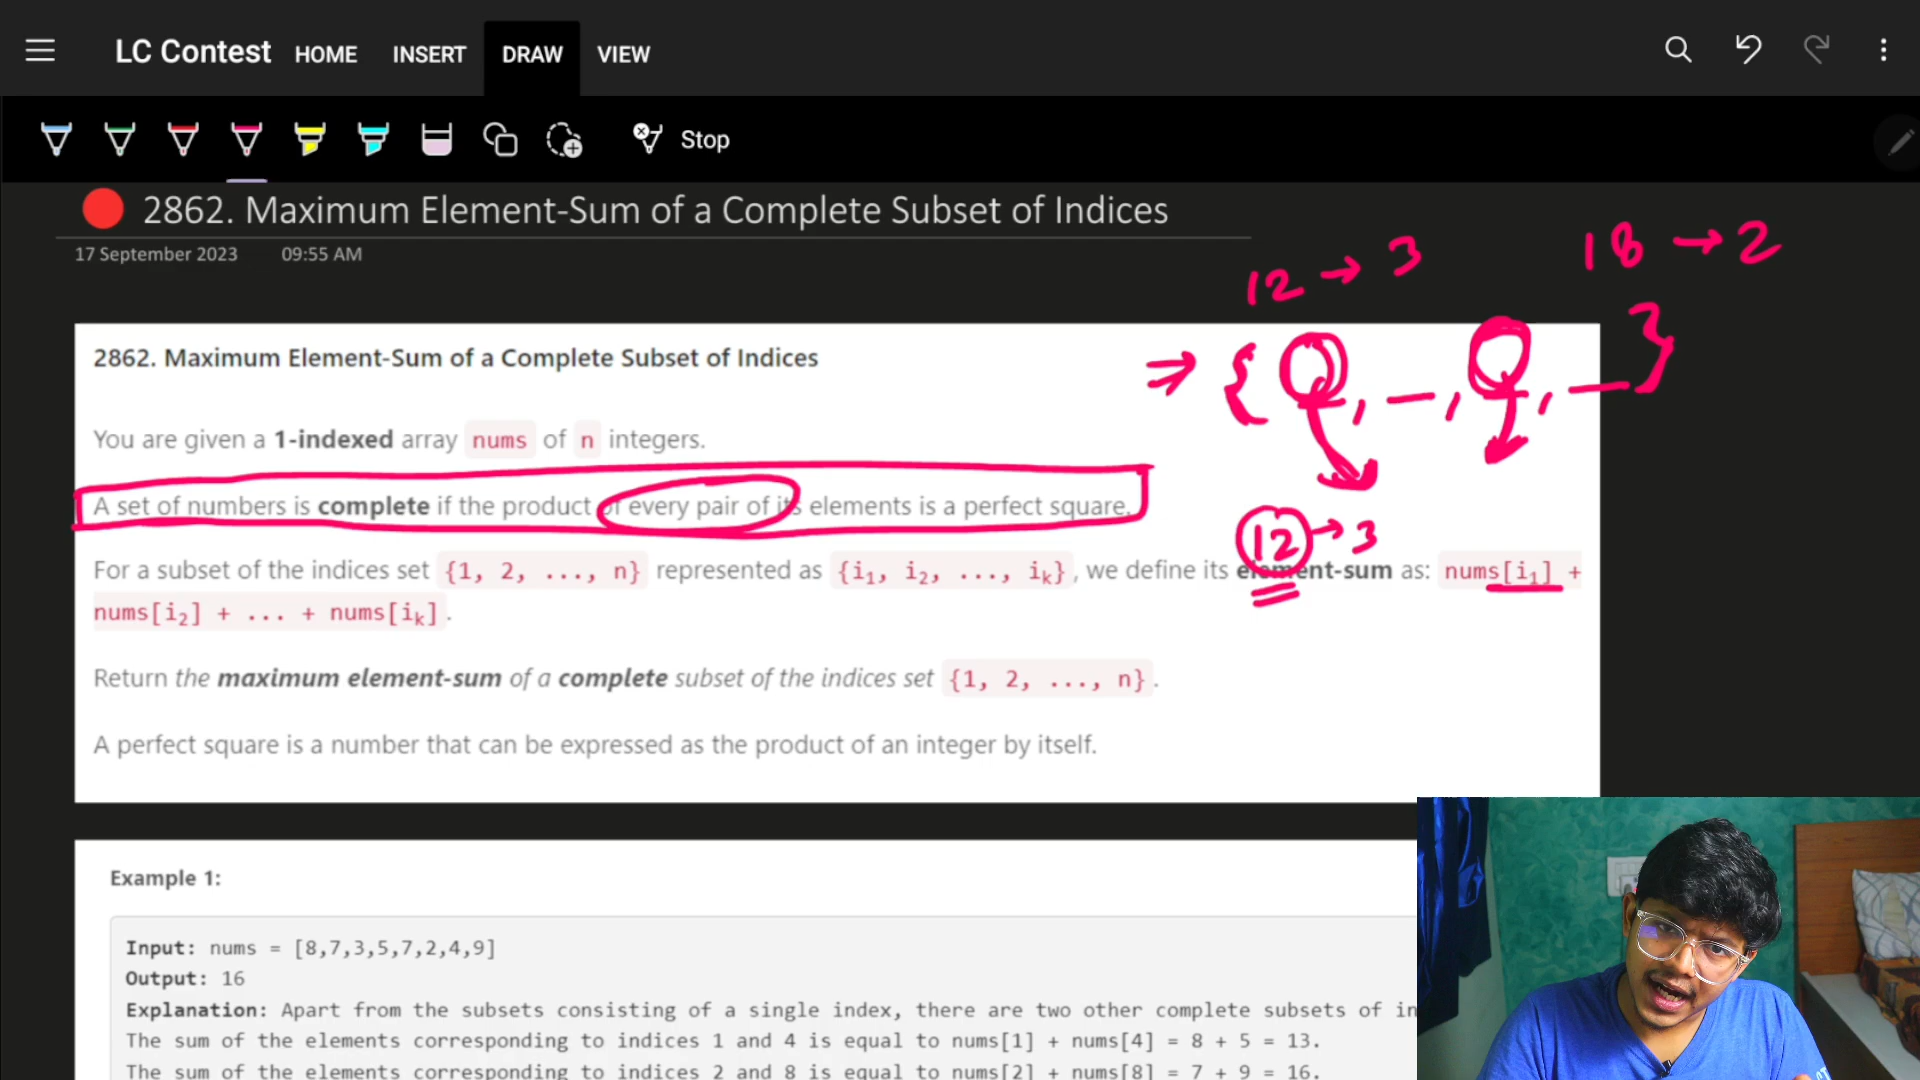 LC Contest HOME INSERT DRAW VIEW
Stop
2862. Maximum Element-Sum of a Complete Subset of Indices
17 September 2023 09:55 AM
12 → 3
18 → 2
2862. Maximum Element-Sum of a Complete Subset of Indices
⇒ { , _, , _ }
You are given a 1-indexed array nums of n integers.
A set of numbers is complete if the product of every pair of its elements is a perfect square.
12 → 3
For a subset of the indices set {1, 2, ..., n} represented as {i₁, i₂, ..., iₖ}, we define its element-sum as: nums[i₁] +
nums[i₂] + ... + nums[iₖ].
Return the maximum element-sum of a complete subset of the indices set {1, 2, ..., n}.
A perfect square is a number that can be expressed as the product of an integer by itself.
Example 1:
Input: nums = [8,7,3,5,7,2,4,9]
Output: 16
Explanation: Apart from the subsets consisting of a single index, there are two other complete subsets of in
The sum of the elements corresponding to indices 1 and 4 is equal to nums[1] + nums[4] = 8 + 5 = 13.
The sum of the elements corresponding to indices 2 and 8 is equal to nums[2] + nums[8] = 7 + 9 = 16.